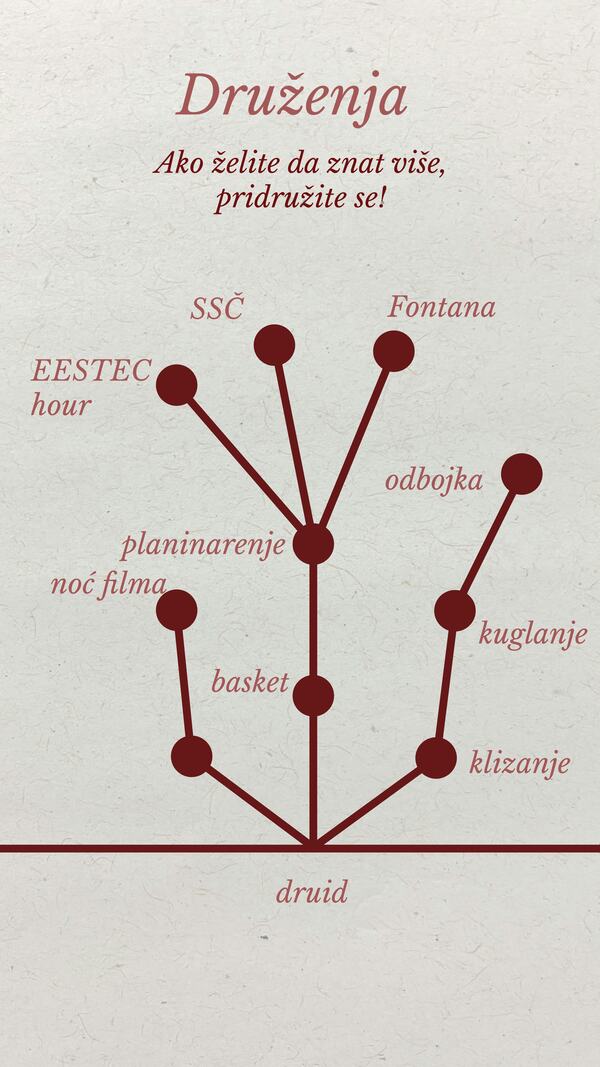 Druženja
Ako želite da znat više,
pridružite se!
SSČ
Fontana
EESTEC
hour
odbojka
planinarenje
noć filma
kuglanje
basket
klizanje
druid